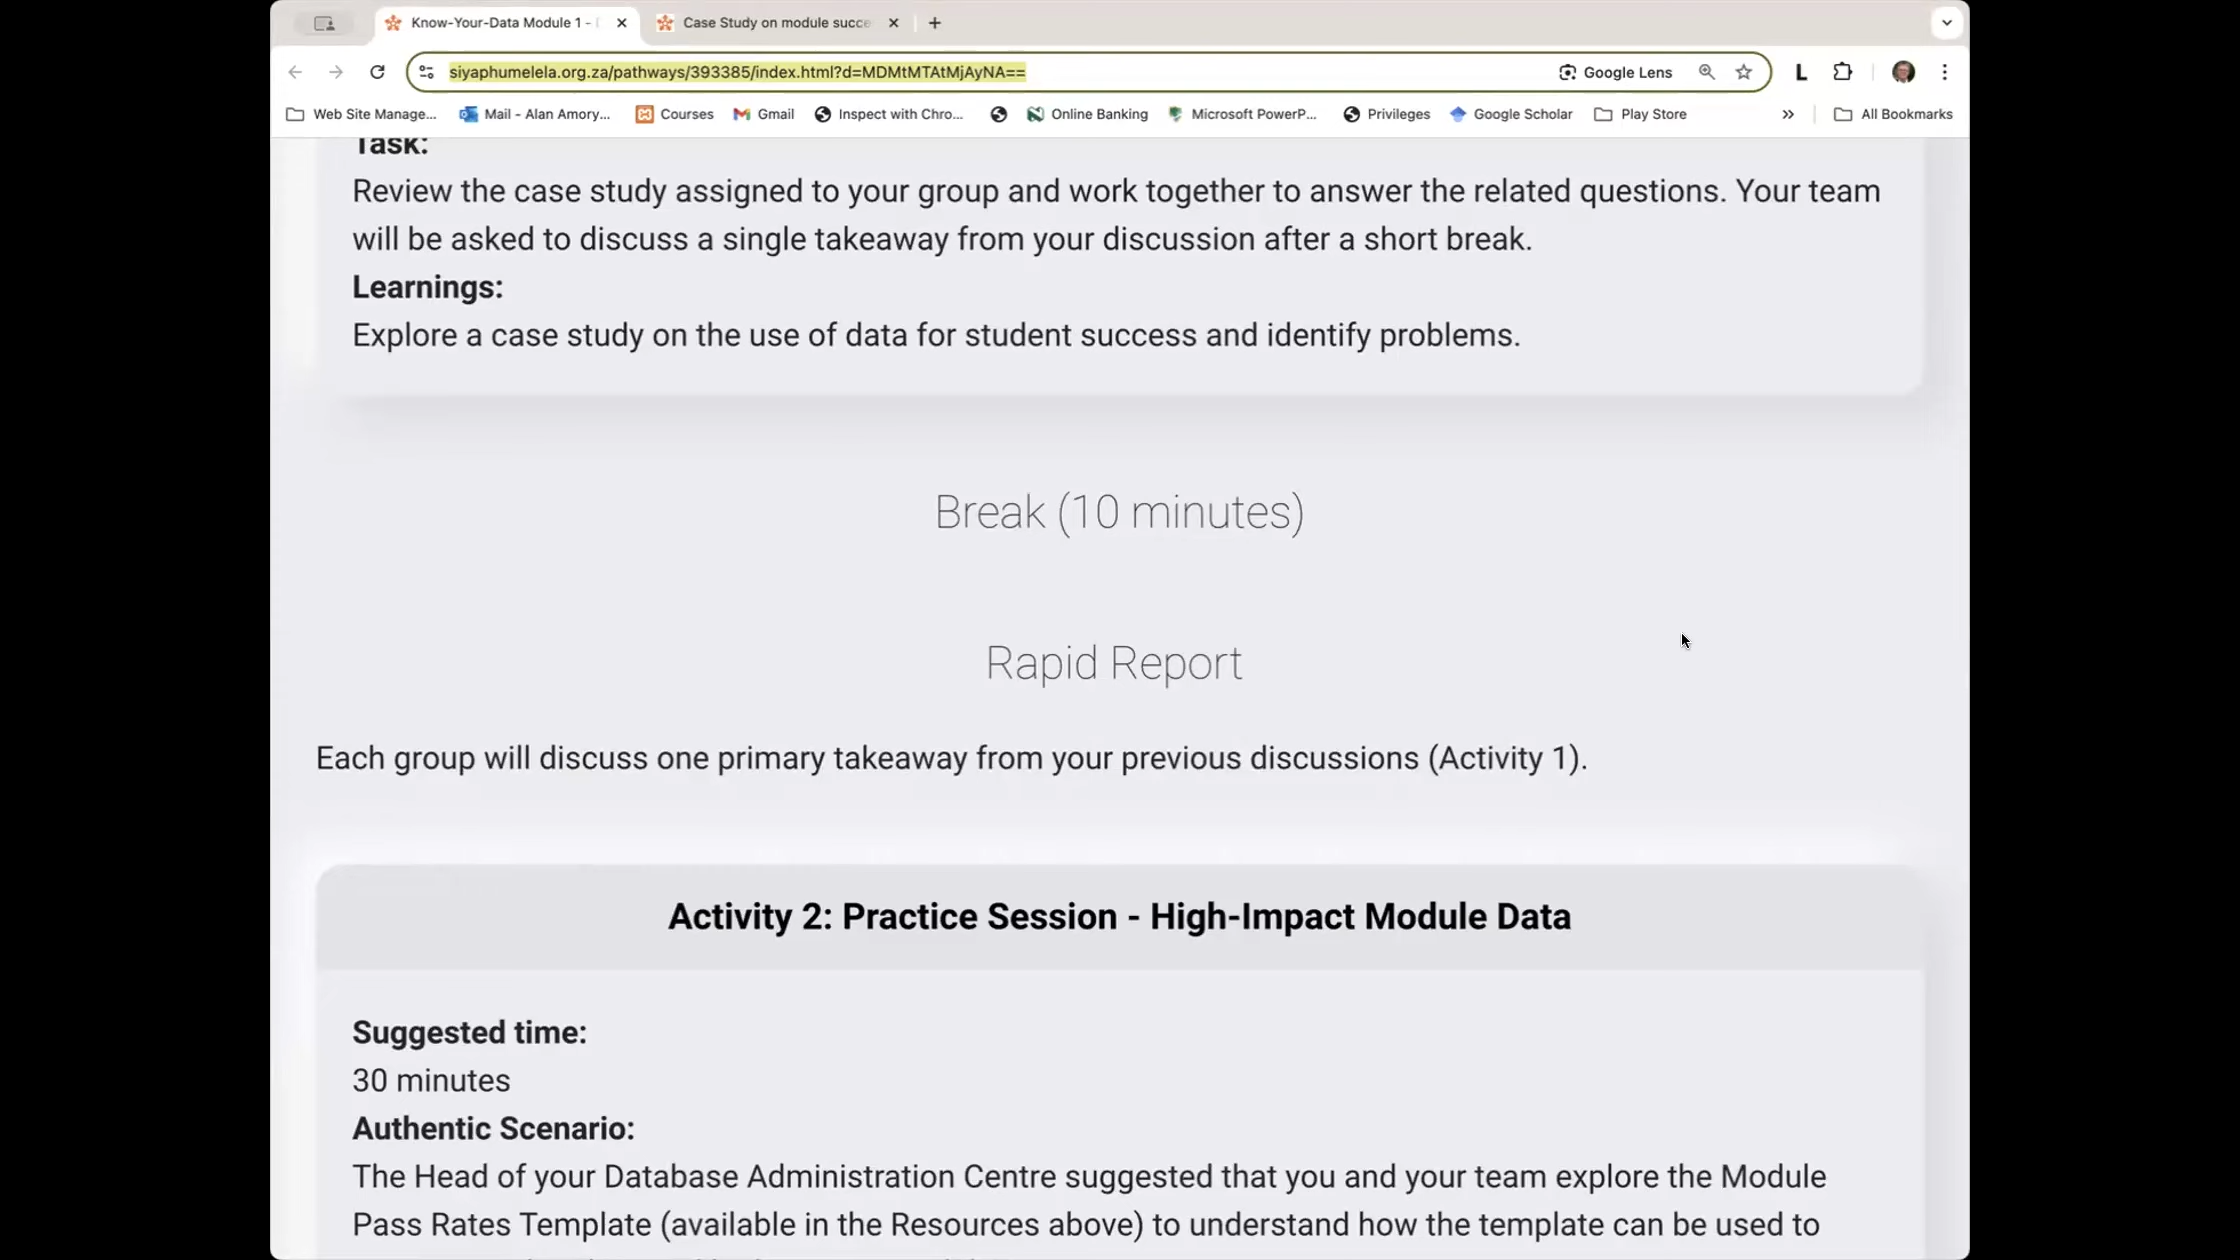 Know-Your-Data Module 1 -
Case Study on module succe
siyaphumelela.org.za/pathways/393385/index.html?d=MDMtMTAtMjAyNA==
Google Lens
L
Web Site Manage...
Mail - Alan Amory...
Courses
Gmail
Inspect with Chro...
Online Banking
Microsoft PowerP...
Privileges
Google Scholar
Play Store
»
All Bookmarks
Task:
Review the case study assigned to your group and work together to answer the related questions. Your team
will be asked to discuss a single takeaway from your discussion after a short break.
Learnings:
Explore a case study on the use of data for student success and identify problems.
Break (10 minutes)
Rapid Report
Each group will discuss one primary takeaway from your previous discussions (Activity 1).
Activity 2: Practice Session - High-Impact Module Data
Suggested time:
30 minutes
Authentic Scenario:
The Head of your Database Administration Centre suggested that you and your team explore the Module
Pass Rates Template (available in the Resources above) to understand how the template can be used to